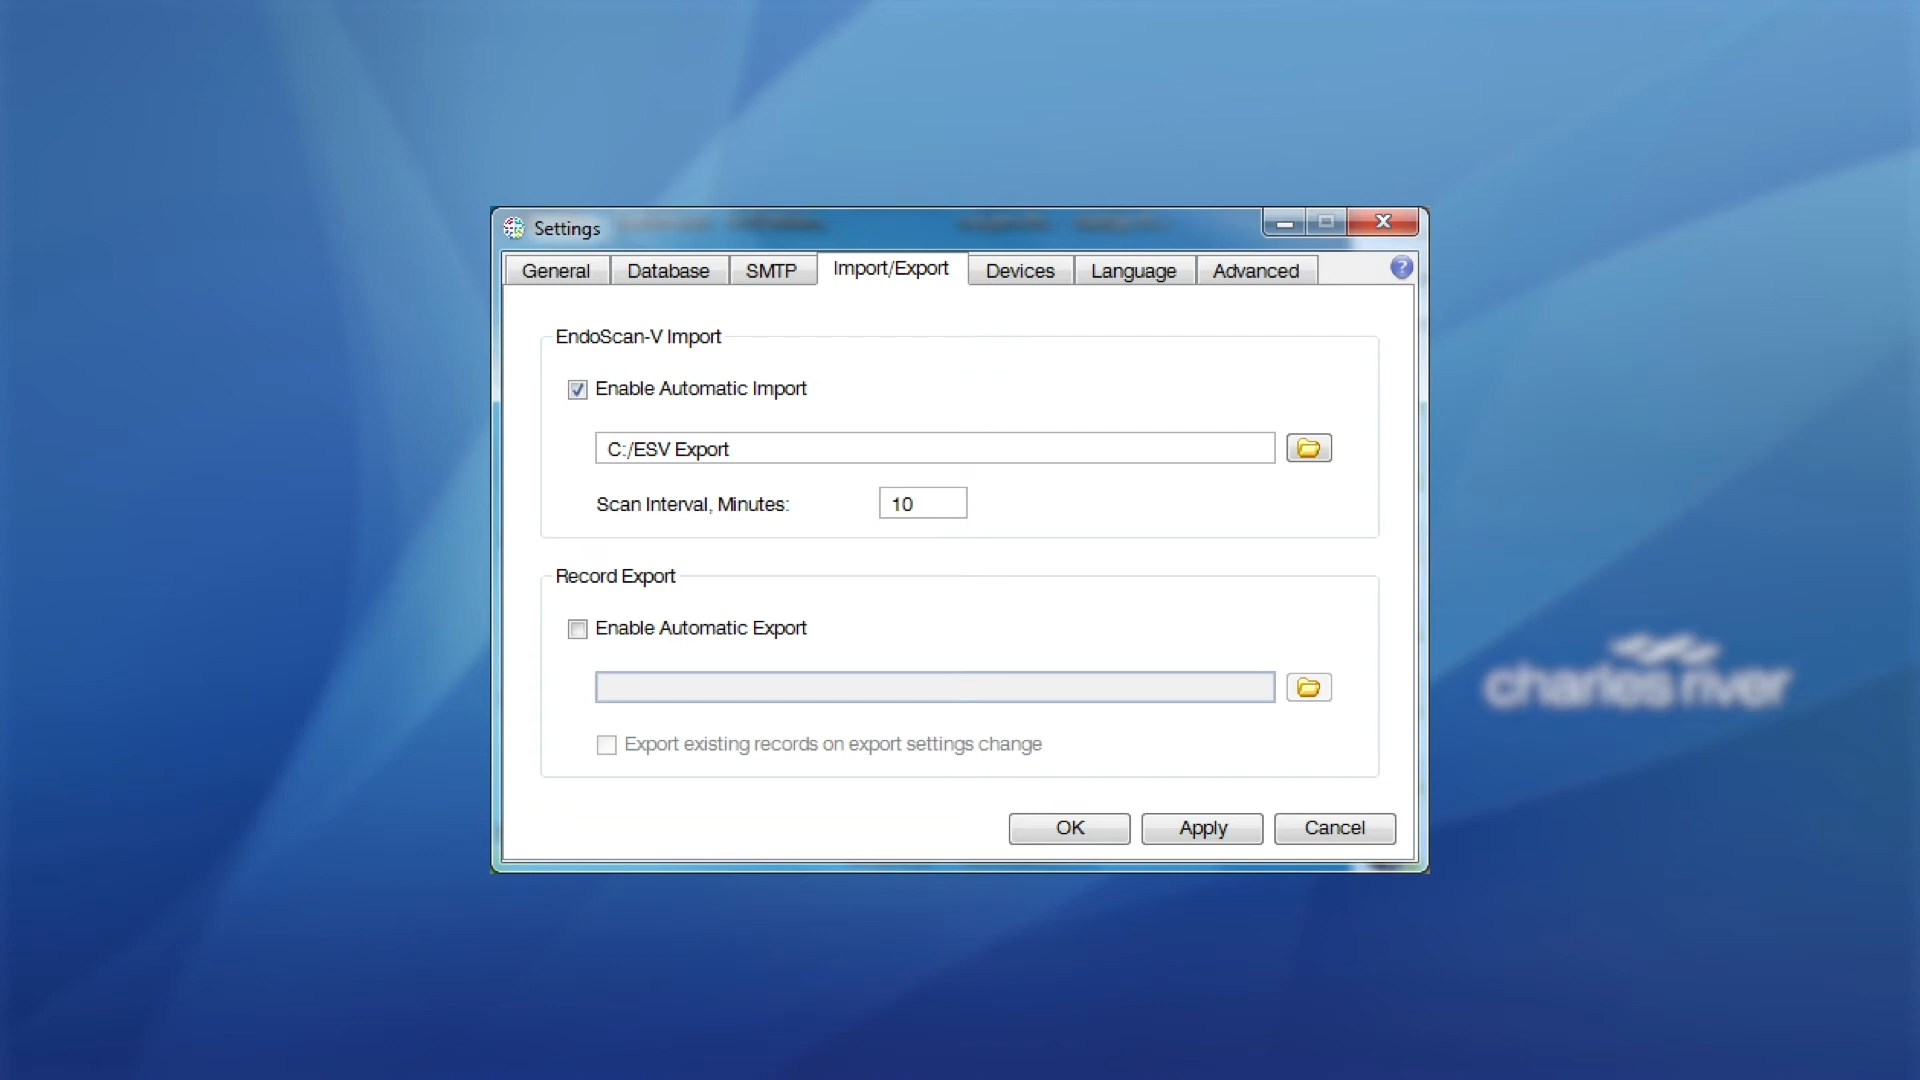 Settings
General Database SMTP Import/Export Devices Language Advanced ?
EndoScan-V Import
Enable Automatic Import
C:/ESV Export
Scan Interval, Minutes: 10
Record Export
Enable Automatic Export
Export existing records on export settings change
charles river
OK Apply Cancel